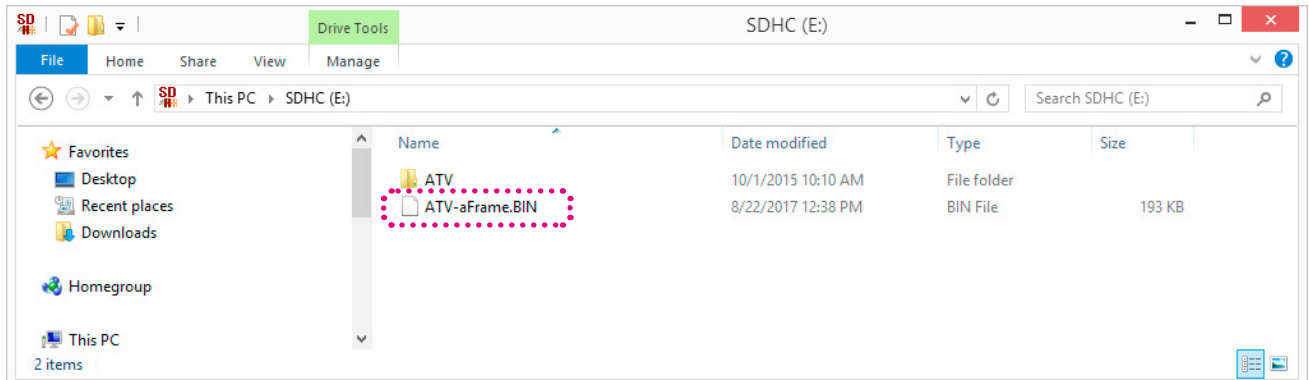 SD
SDHC (E:)
Drive Tools
File Home Share View Manage
SD This PC SDHC (E:) Search SDHC (E:)
Name Date modified Type Size
Favorites
Desktop
Recent places
Downloads
Homegroup
This PC
ATV 10/1/2015 10:10 AM File folder
ATV-aFrame.BIN 8/22/2017 12:38 PM BIN File 193 KB
2 items